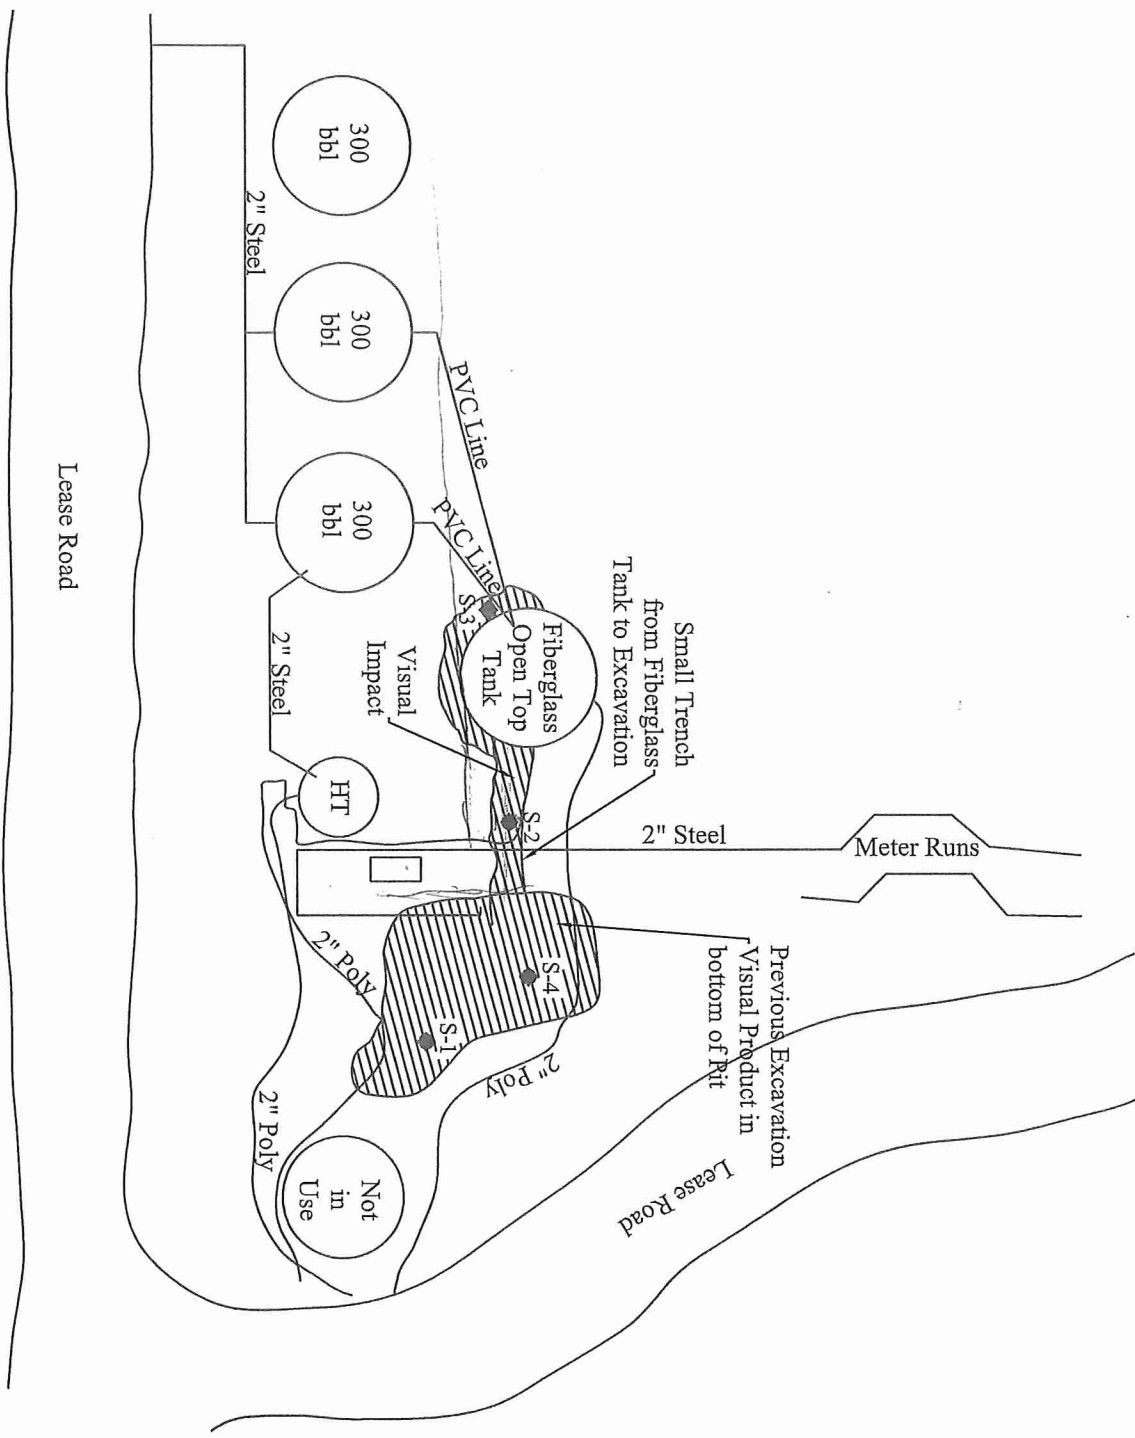 300
bbl
300
bbl
300
bbl
2" Steel
PVC Line
PVC Line
Lease Road
2" Steel
HT
Visual
Impact
S-3
Fiberglass
Open Top
Tank
Small Trench
from Fiberglass
Tank to Excavation
S-2
2" Steel
Meter Runs
Previous Excavation
Visual Product in
bottom of Pit
S-4
S-1
2" Poly
2" Poly
2" Poly
Not
in
Use
Lease Road